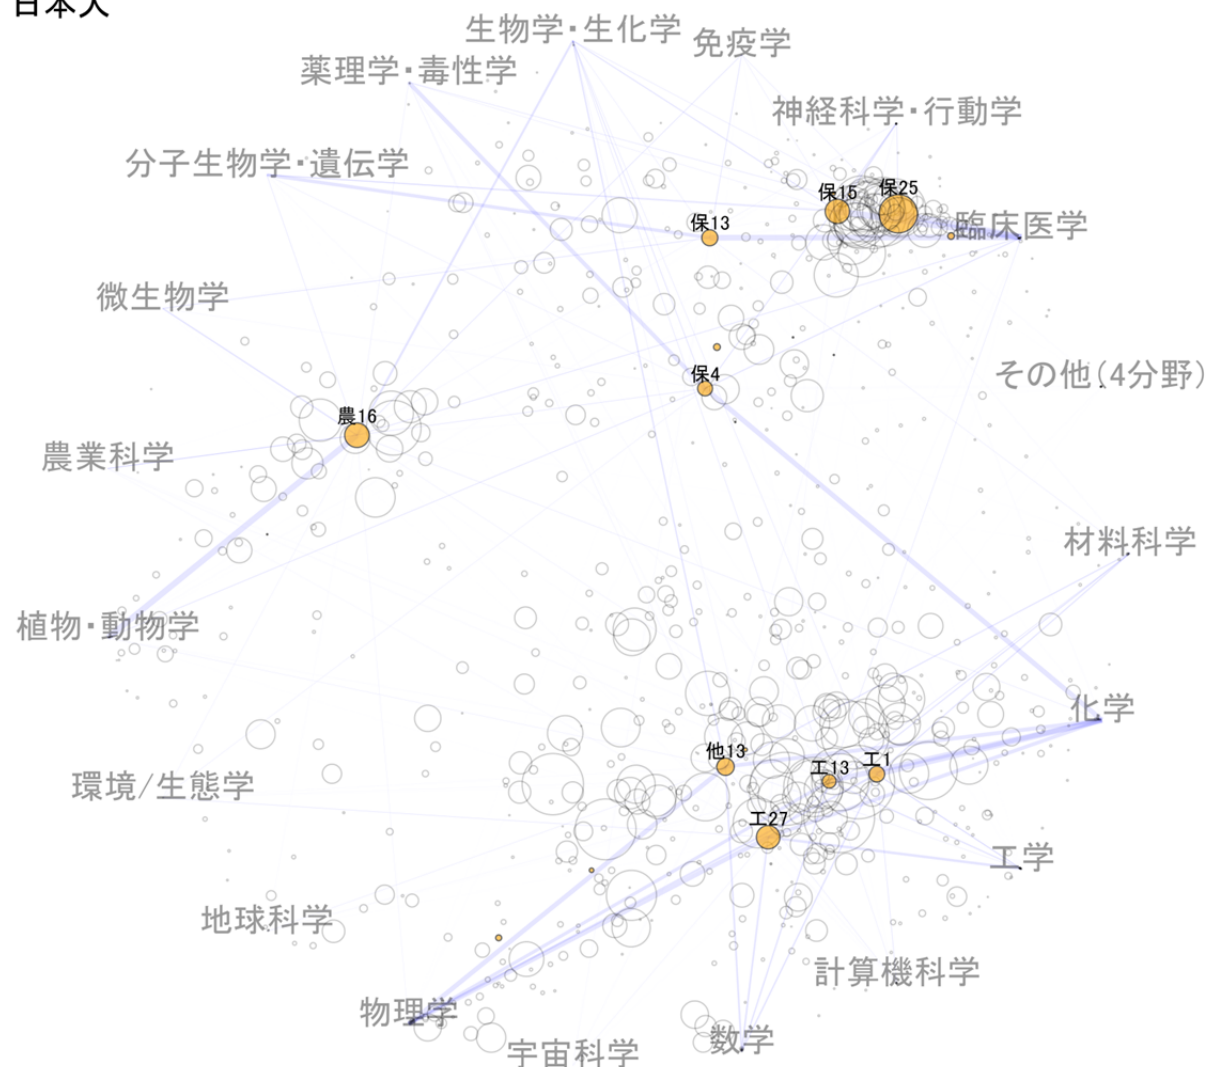 日本大
生物学・生化学
免疫学
薬理学・毒性学
神経科学・行動学
分子生物学・遺伝学
保15
保25
保13
臨床医学
微生物学
保4
その他(4分野)
農16
農業科学
材料科学
植物・動物学
化学
他13
工13
工1
環境/生態学
工27
工学
地球科学
計算機科学
物理学
宇宙科学
数学